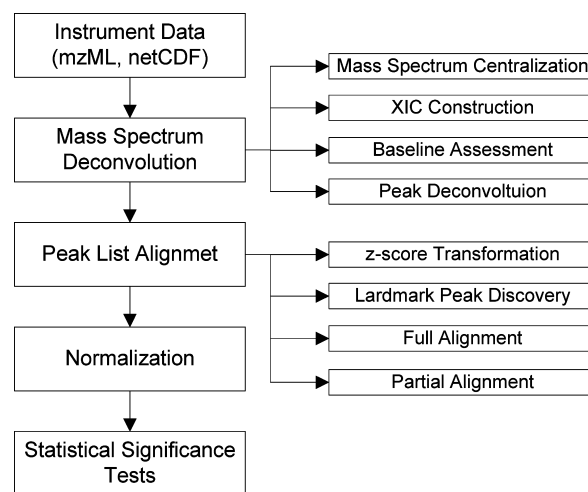 Instrument Data
(mzML, netCDF)
Mass Spectrum
Deconvolution
Peak List Alignmet
Normalization
Statistical Significance
Tests
Mass Spectrum Centralization
XIC Construction
Baseline Assessment
Peak Deconvoltuion
z-score Transformation
Lardmark Peak Discovery
Full Alignment
Partial Alignment